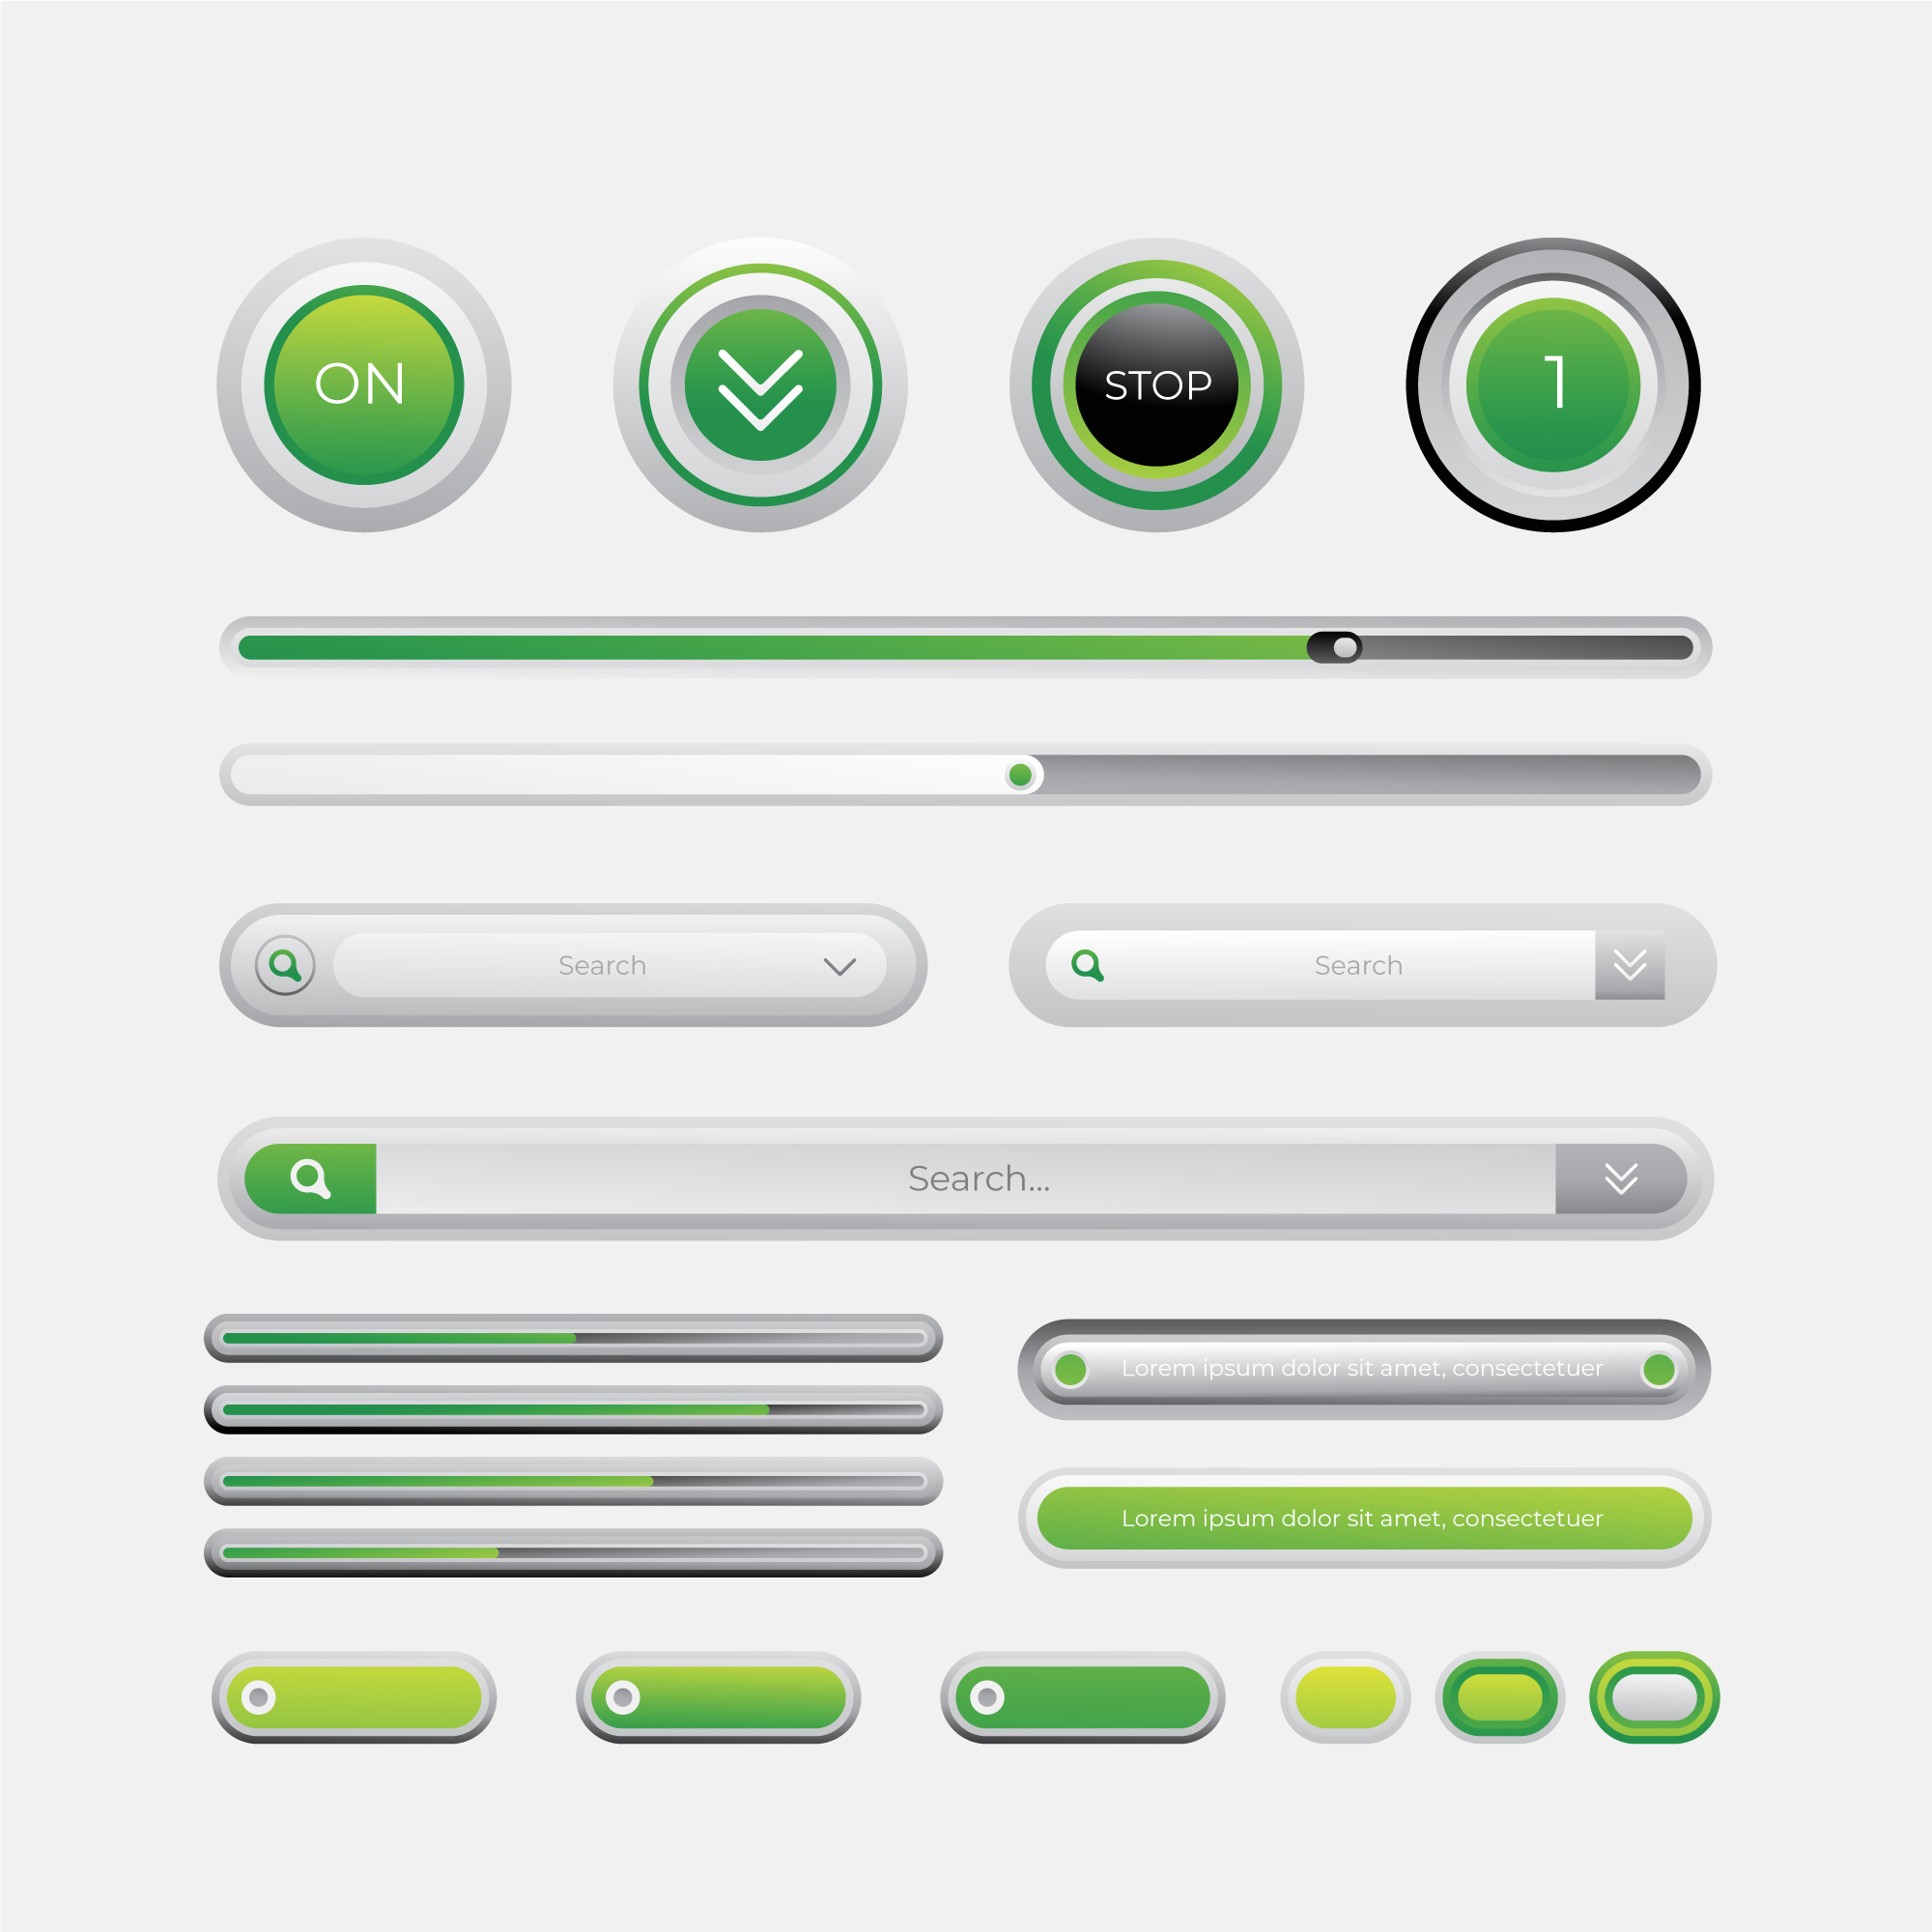 ON
STOP
1
Search
Search
Search...
Lorem ipsum dolor sit amet, consectetuer
Lorem ipsum dolor sit amet, consectetuer